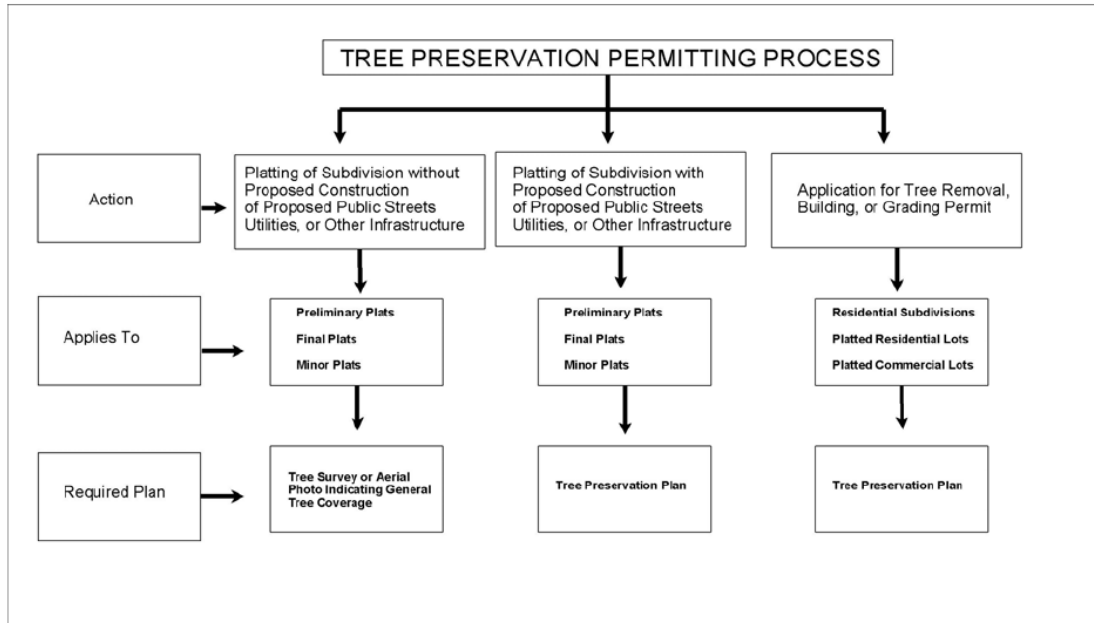 TREE PRESERVATION PERMITTING PROCESS
Action
Platting of Subdivision without
Proposed Construction
of Proposed Public Streets
Utilities, or Other Infrastructure
Platting of Subdivision with
Proposed Construction
of Proposed Public Streets
Utilities, or Other Infrastructure
Application for Tree Removal,
Building, or Grading Permit
Applies To
Preliminary Plats
Final Plats
Minor Plats
Preliminary Plats
Final Plats
Minor Plats
Residential Subdivisions
Platted Residential Lots
Platted Commercial Lots
Required Plan
Tree Survey or Aerial
Photo Indicating General
Tree Coverage
Tree Preservation Plan
Tree Preservation Plan